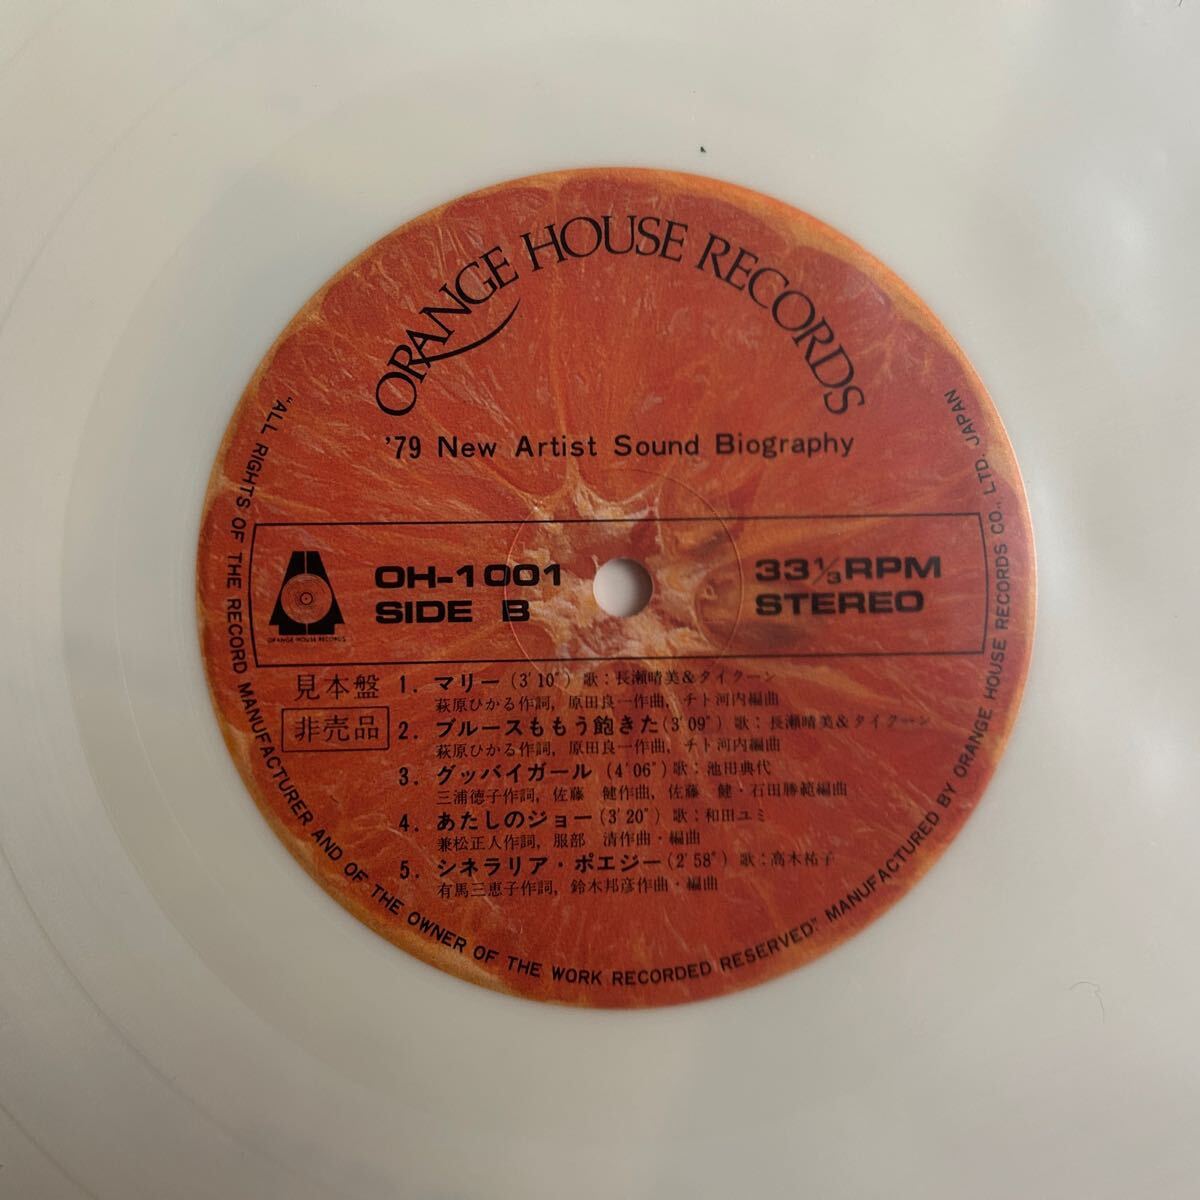 ORANGE HOUSE RECORDS
'79 New Artist Sound Biography
OH-1001
SIDE B
33 1/3 RPM
STEREO
ORANGE HOUSE RECORDS
見本盤
非売品
1. マリー (3'10") 歌：長瀬晴美&タイクーン
萩原ひかる作詞, 原田良一作曲, チト河内編曲
2. ブルースももう飽きた (3'09") 歌：長瀬晴美&タイクーン
萩原ひかる作詞, 原田良一作曲, チト河内編曲
3. グッバイガール (4'06") 歌：池田典代
三浦徳子作詞, 佐藤 健作曲, 佐藤 健・石田勝範編曲
4. あたしのジョー (3'20") 歌：和田ユミ
兼松正人作詞, 服部 清作曲・編曲
5. シネラリア・ポエジー (2'58") 歌：高木祐子
有馬三恵子作詞, 鈴木邦彦作曲・編曲
"ALL RIGHTS OF THE RECORD MANUFACTURER AND OF THE OWNER OF THE WORK RECORDED RESERVED" MANUFACTURED BY ORANGE HOUSE RECORDS CO., LTD. JAPAN